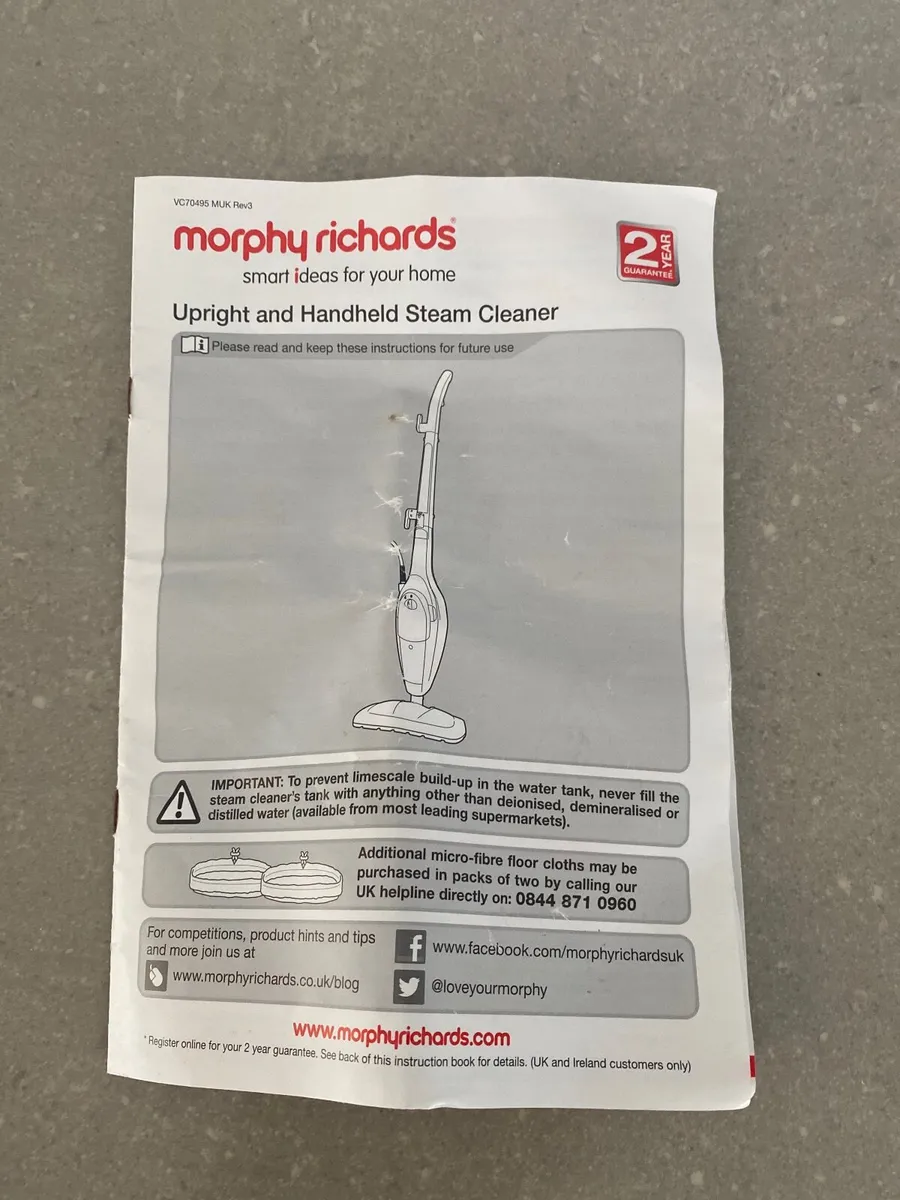 VC70495 MUK Rev3
morphy richards®
smart ideas for your home
2 YEAR
GUARANTEE*
Upright and Handheld Steam Cleaner
Please read and keep these instructions for future use
IMPORTANT: To prevent limescale build-up in the water tank, never fill the
steam cleaner's tank with anything other than deionised, demineralised or
distilled water (available from most leading supermarkets).
Additional micro-fibre floor cloths may be
purchased in packs of two by calling our
UK helpline directly on: 0844 871 0960
For competitions, product hints and tips
and more join us at
www.morphyrichards.co.uk/blog
www.facebook.com/morphyrichardsuk
@loveyourmorphy
www.morphyrichards.com
* Register online for your 2 year guarantee. See back of this instruction book for details. (UK and Ireland customers only)